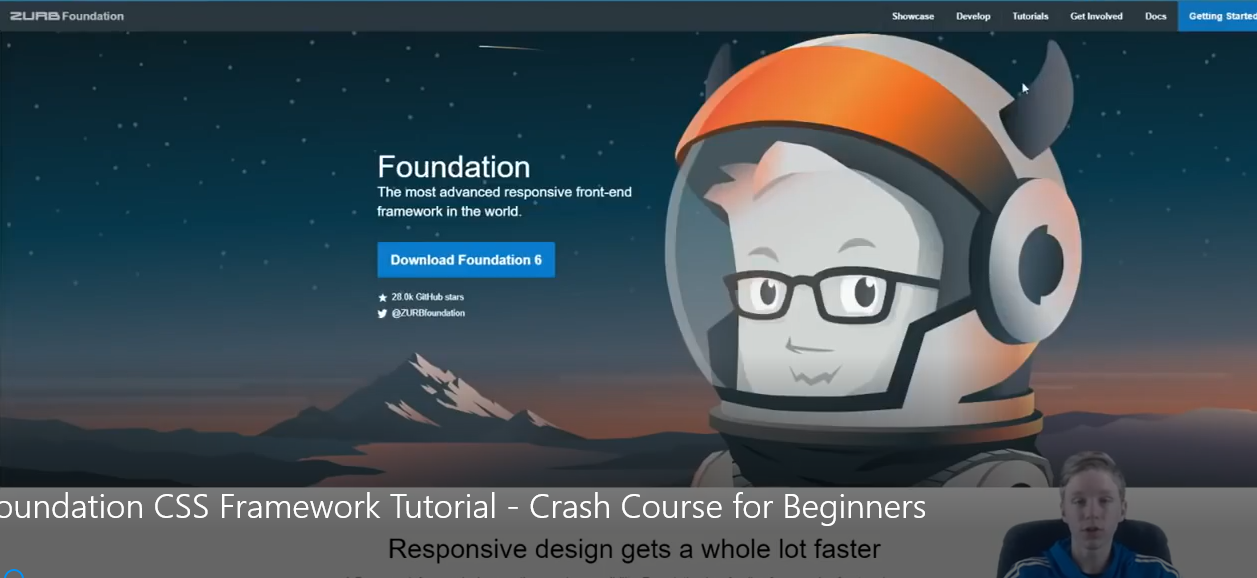 ZURB Foundation
Showcase Develop Tutorials Get Involved Docs Getting Started
Foundation
The most advanced responsive front-end
framework in the world.
Download Foundation 6
28.0k GitHub stars
@ZURBfoundation
oundation CSS Framework Tutorial - Crash Course for Beginners
Responsive design gets a whole lot faster